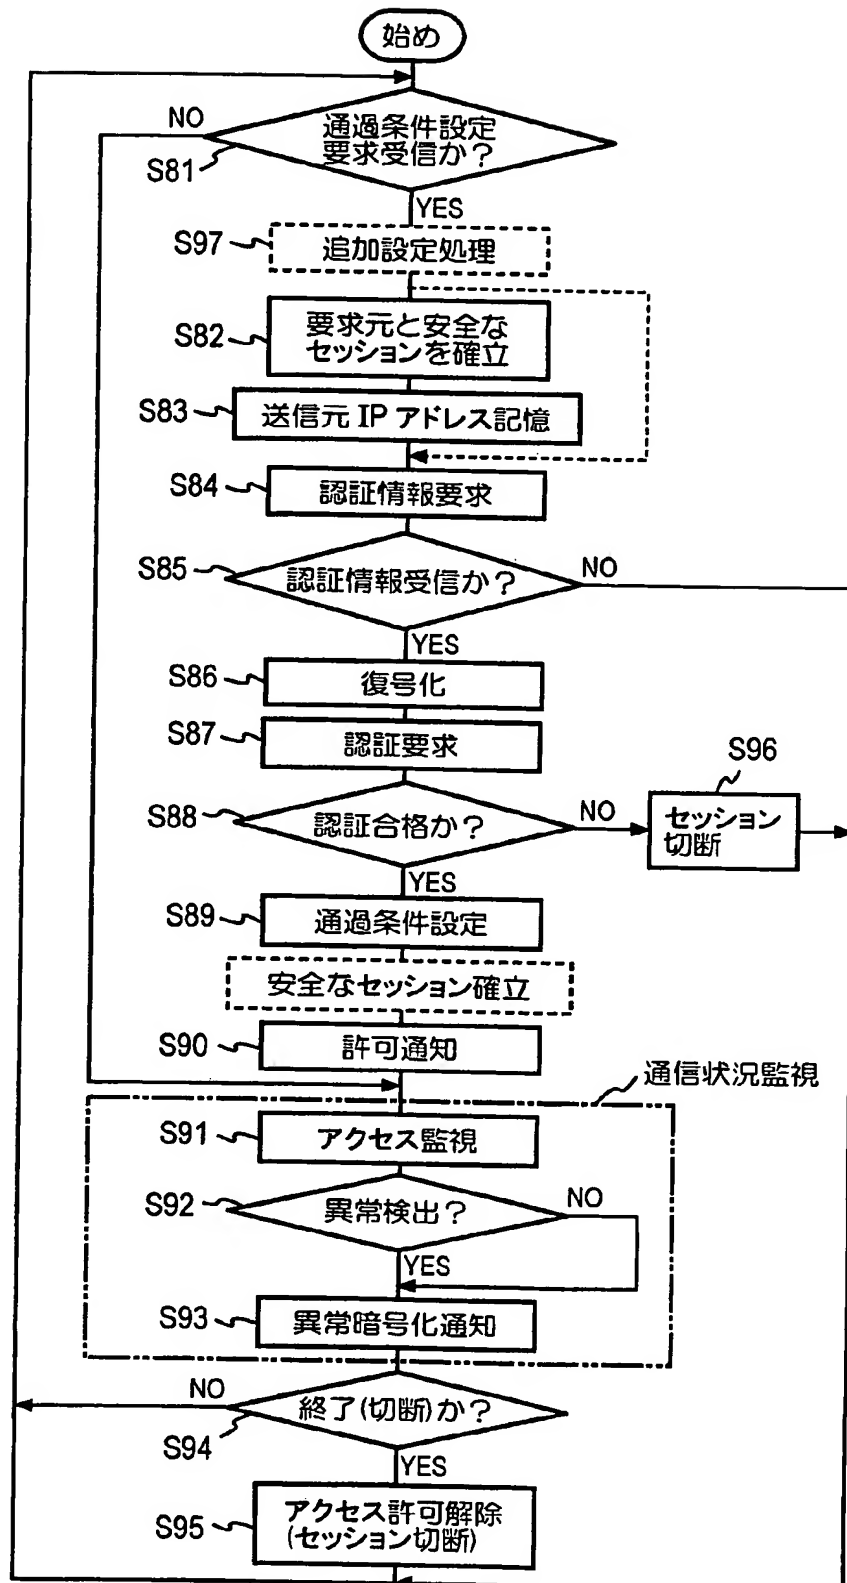 始め
NO
通過条件設定
要求受信か?
S81
YES
S97
追加設定処理
S82
要求元と安全な
セッションを確立
S83
送信元 IP アドレス記憶
S84
認証情報要求
S85
認証情報受信か?
NO
YES
S86
復号化
S87
認証要求
S96
S88
認証合格か?
NO
セッション
切断
YES
S89
通過条件設定
安全なセッション確立
S90
許可通知
通信状況監視
S91
アクセス監視
S92
異常検出?
NO
YES
S93
異常暗号化通知
NO
終了(切断)か?
S94
YES
S95
アクセス許可解除
(セッション切断)